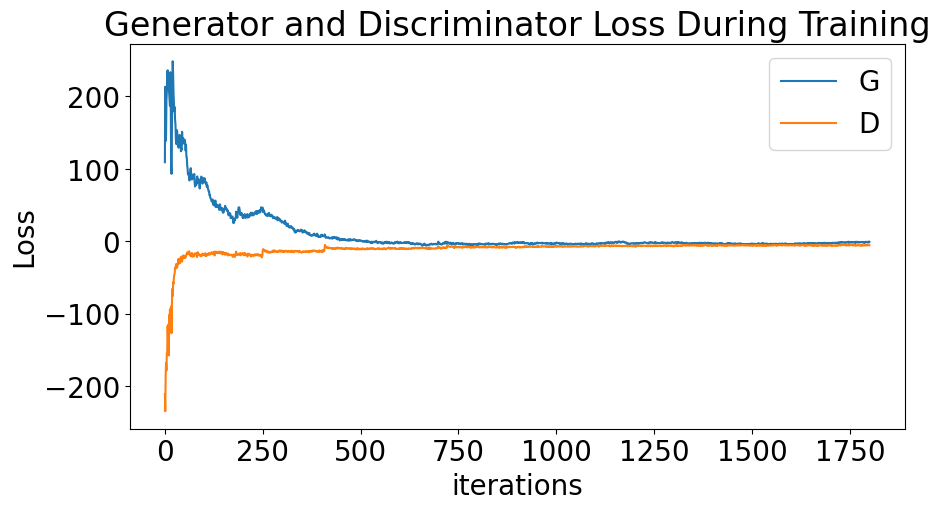 Generator and Discriminator Loss During Training
G
D
Loss
200
100
0
−100
−200
0 250 500 750 1000 1250 1500 1750
iterations